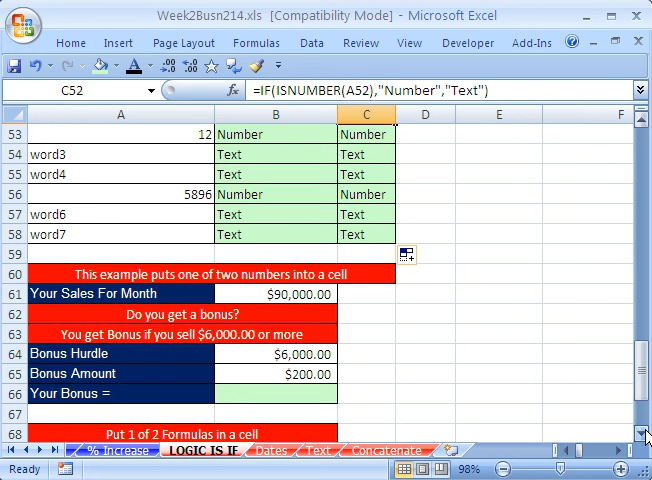 Week2Busn214.xls [Compatibility Mode] - Microsoft Excel
Home Insert Page Layout Formulas Data Review View Developer Add-Ins
C52 fx =IF(ISNUMBER(A52),"Number","Text")
A B C D E F
53 12 Number Number
54 word3 Text Text
55 word4 Text Text
56 5896 Number Number
57 word6 Text Text
58 word7 Text Text
59
60 This example puts one of two numbers into a cell
61 Your Sales For Month $90,000.00
62 Do you get a bonus?
63 You get Bonus if you sell $6,000.00 or more
64 Bonus Hurdle $6,000.00
65 Bonus Amount $200.00
66 Your Bonus =
67
68 Put 1 of 2 Formulas in a cell
% Increase LOGIC IS IF Dates Text Concatenate
Ready 98%